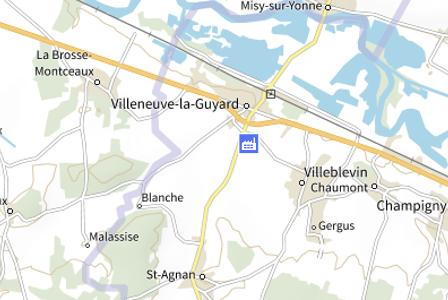 Misy-sur-Yonne
La Brosse-
Montceaux
Villeneuve-la-Guyard
Villeblevin
Chaumont
Champigny
Blanche
Gergus
Malassise
St-Agnan